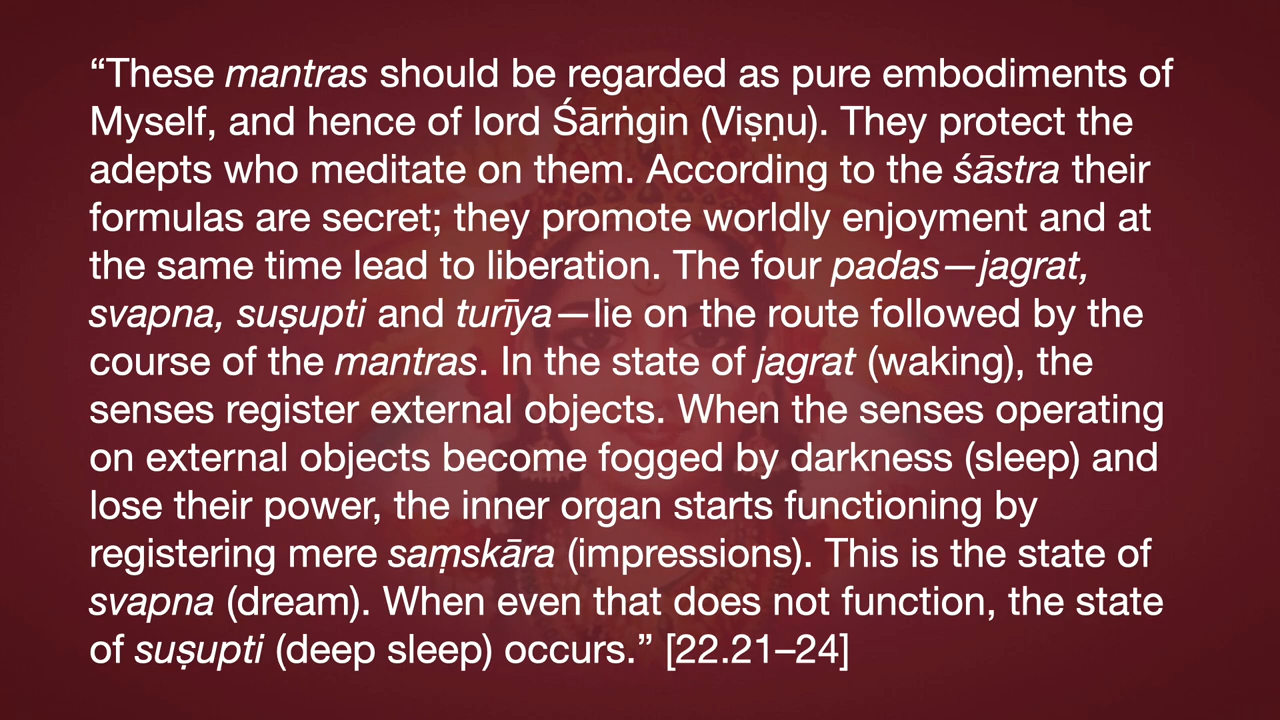 “These mantras should be regarded as pure embodiments of
Myself, and hence of lord Śārṅgin (Viṣṇu). They protect the
adepts who meditate on them. According to the śāstra their
formulas are secret; they promote worldly enjoyment and at
the same time lead to liberation. The four padas—jagrat,
svapna, suṣupti and turīya—lie on the route followed by the
course of the mantras. In the state of jagrat (waking), the
senses register external objects. When the senses operating
on external objects become fogged by darkness (sleep) and
lose their power, the inner organ starts functioning by
registering mere saṃskāra (impressions). This is the state of
svapna (dream). When even that does not function, the state
of suṣupti (deep sleep) occurs.” [22.21–24]